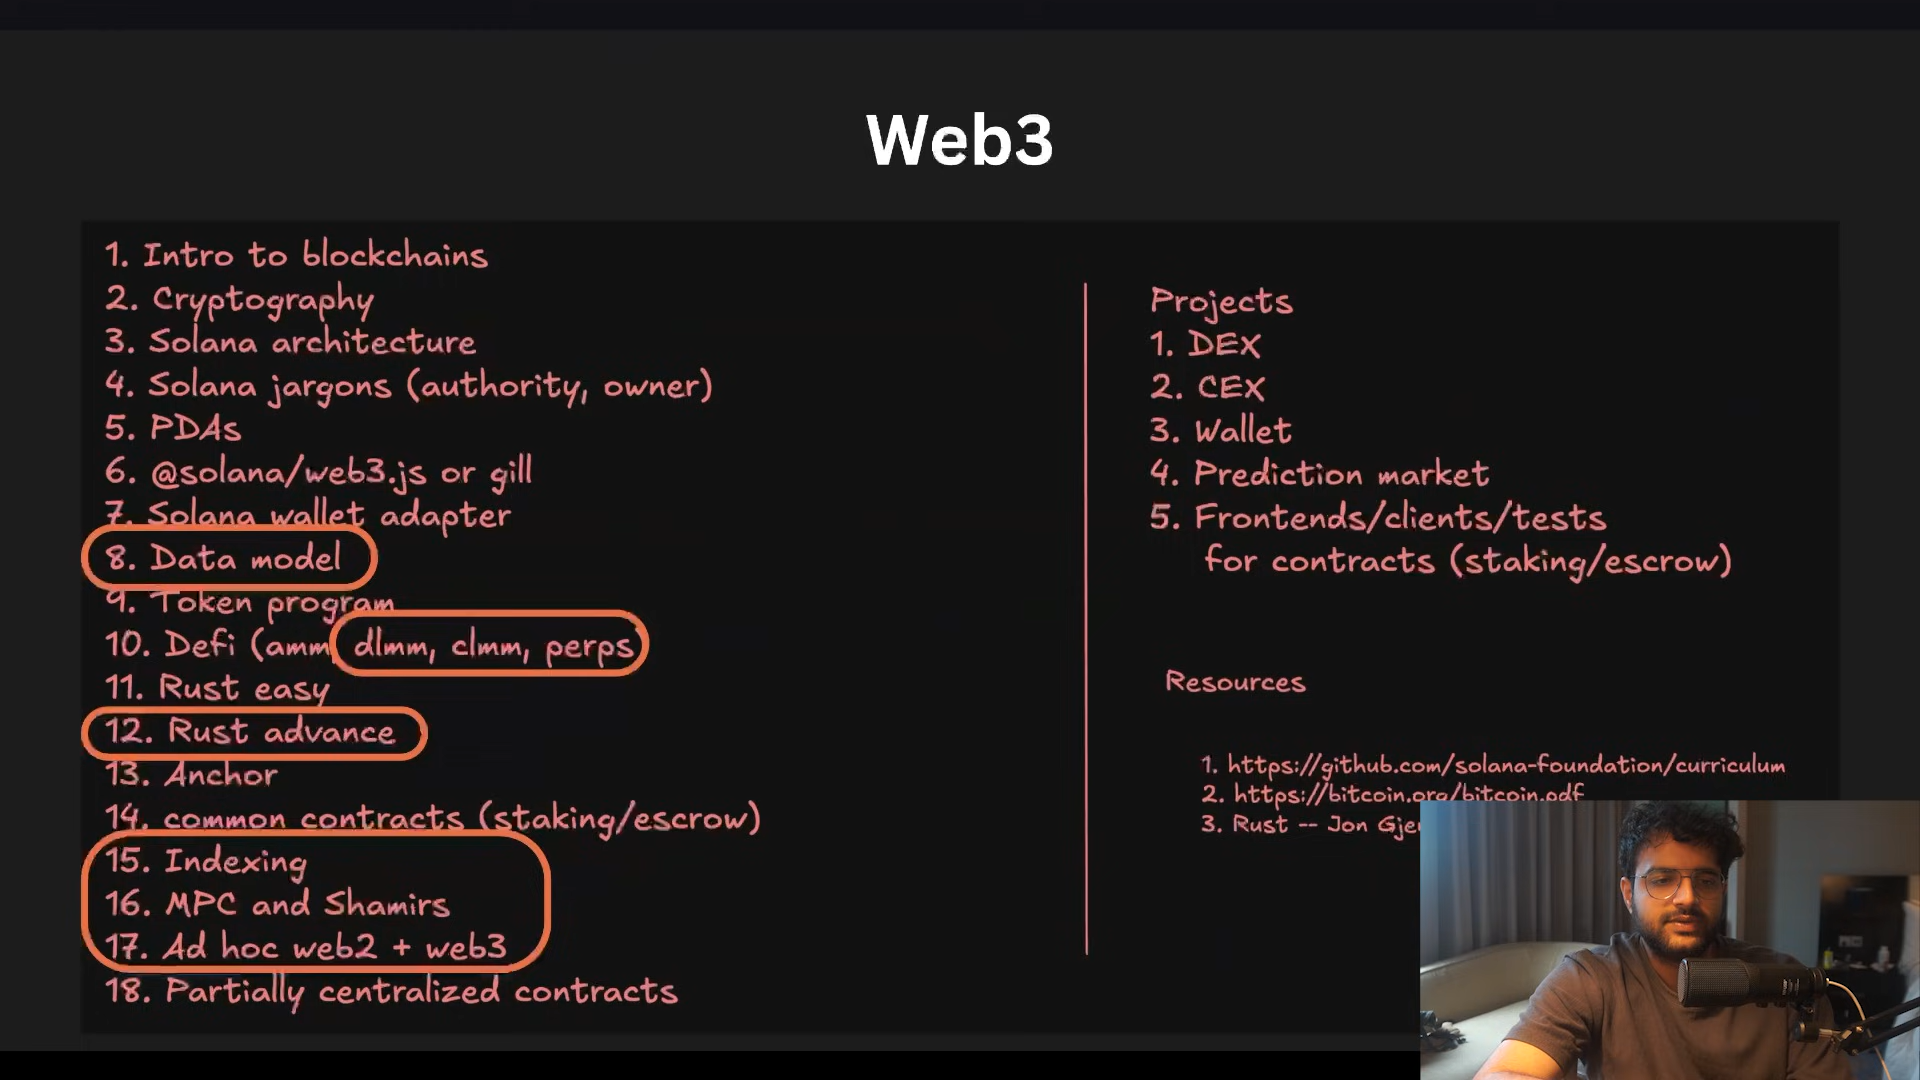 Web3
1. Intro to blockchains
2. Cryptography
3. Solana architecture
4. Solana jargons (authority, owner)
5. PDAs
6. @solana/web3.js or gill
7. Solana wallet adapter
8. Data model
9. Token program
10. Defi (amm, dlmm, clmm, perps
11. Rust easy
12. Rust advance
13. Anchor
14. common contracts (staking/escrow)
15. Indexing
16. MPC and Shamirs
17. Ad hoc web2 + web3
18. Partially centralized contracts
Projects
1. DEX
2. CEX
3. Wallet
4. Prediction market
5. Frontends/clients/tests
for contracts (staking/escrow)
Resources
1. https://github.com/solana-foundation/curriculum
2. https://bitcoin.org/bitcoin.pdf
3. Rust -- Jon